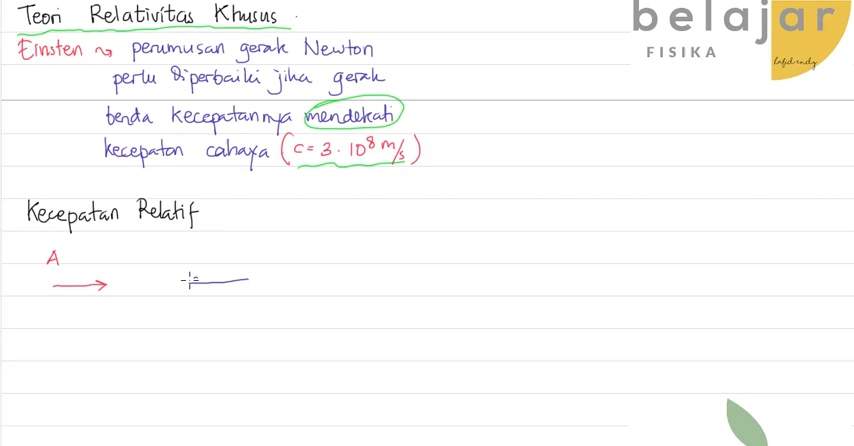 Teori Relativitas Khusus
belajar
FISIKA
Einsten ⤳ perumusan gerak Newton
perlu diperbaiki jika gerak
benda kecepatannya mendekati
kecepatan cahaya (c = 3 . 10⁸ m/s)
Kecepatan Relatif
A